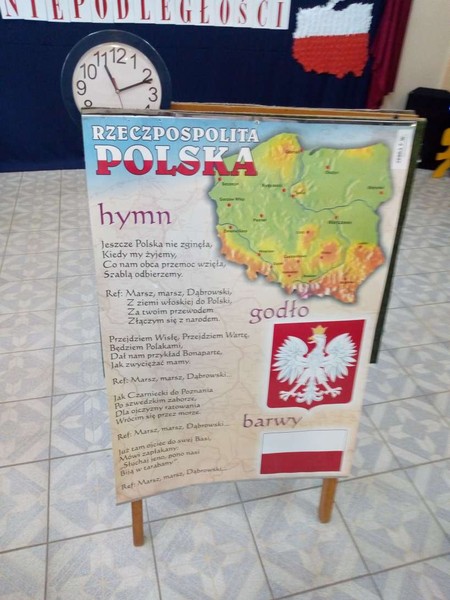 NIEPODLEGŁOŚCI
RZECZPOSPOLITA
POLSKA
hymn
Jeszcze Polska nie zginęła,
Kiedy my żyjemy,
Co nam obca przemoc wzięła,
Szablą odbierzemy.
Ref: Marsz, marsz, Dąbrowski,
Z ziemi włoskiej do Polski,
Za twoim przewodem
Złączym się z narodem.
Przejdziem Wisłę, Przejdziem Wartę,
Będziem Polakami,
Dał nam przykład Bonaparte,
Jak zwyciężać mamy.
Ref: Marsz, marsz, Dąbrowski...
Jak Czarniecki do Poznania
Po szwedzkim zaborze,
Dla ojczyzny ratowania
Wrócim się przez morze.
Ref: Marsz, marsz, Dąbrowski...
Już tam ojciec do swej Basi,
Mówi zapłakany:
„Słuchaj jeno, pono nasi
Biją w tarabany"
Ref: Marsz, marsz, Dąbrowski...
godło
barwy